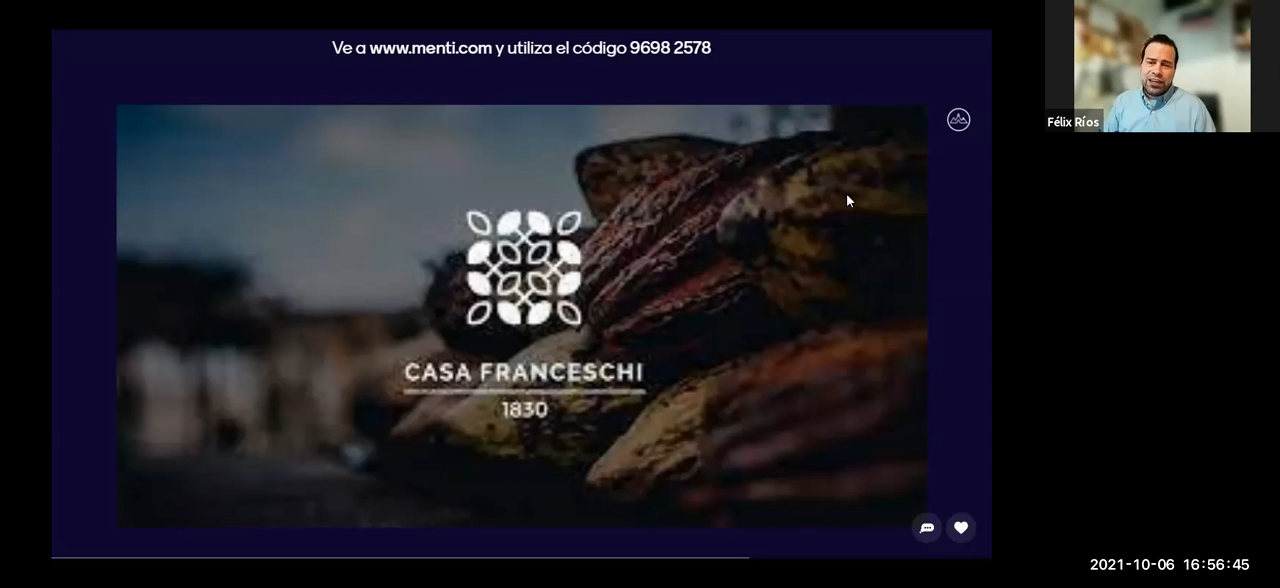 Ve a www.menti.com y utiliza el código 9698 2578
Félix Ríos
CASA FRANCESCHI
1830
2021-10-06 16:56:45